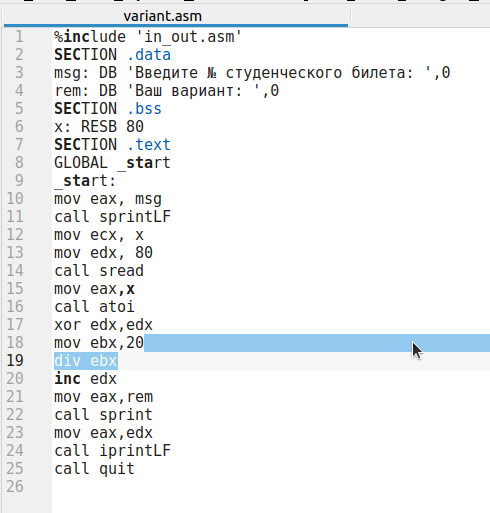 variant.asm
1 %include 'in_out.asm'
2 SECTION .data
3 msg: DB 'Введите № студенческого билета: ',0
4 rem: DB 'Ваш вариант: ',0
5 SECTION .bss
6 x: RESB 80
7 SECTION .text
8 GLOBAL _start
9 _start:
10 mov eax, msg
11 call sprintLF
12 mov ecx, x
13 mov edx, 80
14 call sread
15 mov eax,x
16 call atoi
17 xor edx,edx
18 mov ebx,20
19 div ebx
20 inc edx
21 mov eax,rem
22 call sprint
23 mov eax,edx
24 call iprintLF
25 call quit
26